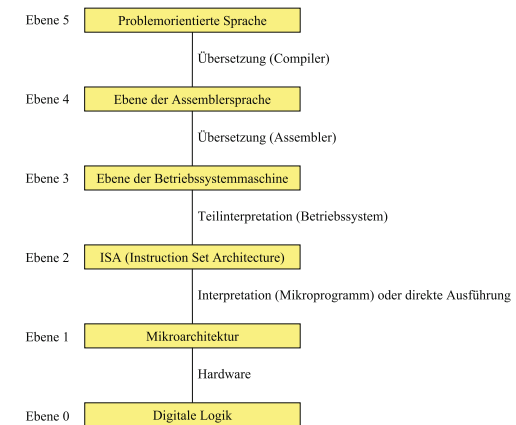 Ebene 5 Problemorientierte Sprache
Übersetzung (Compiler)
Ebene 4 Ebene der Assemblersprache
Übersetzung (Assembler)
Ebene 3 Ebene der Betriebssystemmaschine
Teilinterpretation (Betriebssystem)
Ebene 2 ISA (Instruction Set Architecture)
Interpretation (Mikroprogramm) oder direkte Ausführung
Ebene 1 Mikroarchitektur
Hardware
Ebene 0 Digitale Logik